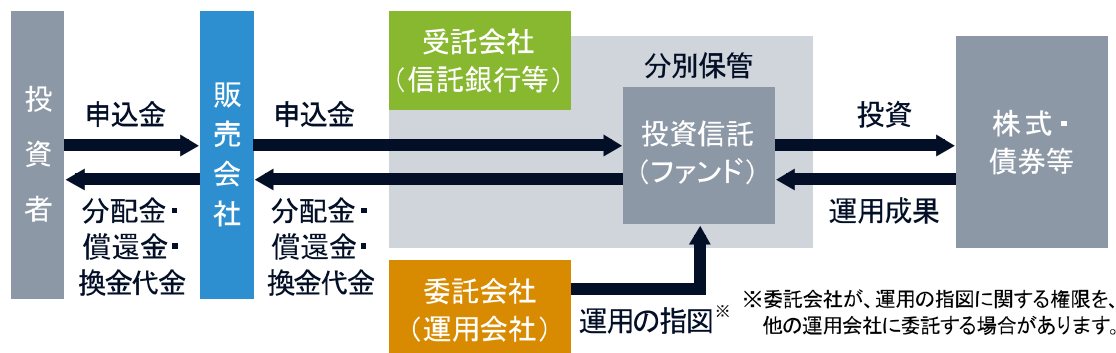 投資者
申込金
分配金・
償還金・
換金代金
販売会社
申込金
分配金・
償還金・
換金代金
受託会社
（信託銀行等）
分別保管
投資信託
（ファンド）
委託会社
（運用会社）
運用の指図※
投資
運用成果
株式・
債券等
※委託会社が、運用の指図に関する権限を、
他の運用会社に委託する場合があります。